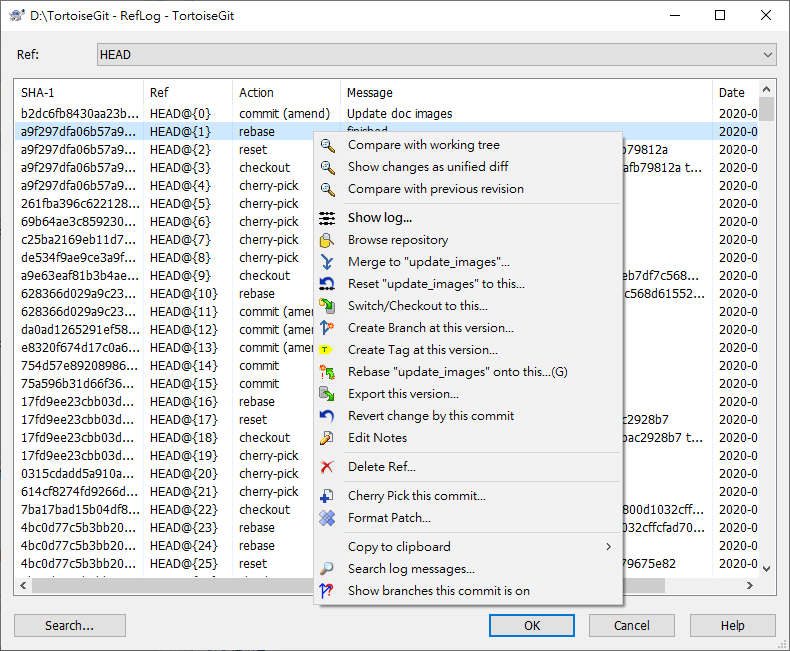 D:\TortoiseGit - RefLog - TortoiseGit
Ref: HEAD
SHA-1 Ref Action Message Date
b2dc6fb8430aa23b... HEAD@{0} commit (amend) Update doc images 2020-0
a9f297dfa06b57a9... HEAD@{1} rebase finished 2020-0
a9f297dfa06b57a9... HEAD@{2} reset b79812a 2020-0
a9f297dfa06b57a9... HEAD@{3} checkout afb79812a t... 2020-0
a9f297dfa06b57a9... HEAD@{4} cherry-pick 2020-0
261fba396c622128... HEAD@{5} cherry-pick 2020-0
69b64ae3c859230... HEAD@{6} cherry-pick 2020-0
c25ba2169eb11d7... HEAD@{7} cherry-pick 2020-0
de534f9ae9ce3a9f... HEAD@{8} cherry-pick 2020-0
a9e63eaf81b3b4ae... HEAD@{9} checkout eb7df7c568... 2020-0
628366d029a9c23... HEAD@{10} rebase c568d61552... 2020-0
628366d029a9c23... HEAD@{11} commit (amer 2020-0
da0ad1265291ef58... HEAD@{12} commit (amer 2020-0
e8320f674d17c0a6... HEAD@{13} commit (amer 2020-0
754d57e89208986... HEAD@{14} commit 2020-0
75a596b31d66f36... HEAD@{15} commit 2020-0
17fd9ee23cbb03d... HEAD@{16} rebase 2020-0
17fd9ee23cbb03d... HEAD@{17} reset c2928b7 2020-0
17fd9ee23cbb03d... HEAD@{18} checkout bac2928b7 t... 2020-0
17fd9ee23cbb03d... HEAD@{19} cherry-pick 2020-0
0315cdadd5a910a... HEAD@{20} cherry-pick 2020-0
614cf8274fd9266d... HEAD@{21} cherry-pick 2020-0
7ba17bad15b04df8... HEAD@{22} checkout 800d1032cff... 2020-0
4bc0d77c5b3bb20... HEAD@{23} rebase 032cffcfad70... 2020-0
4bc0d77c5b3bb20... HEAD@{24} rebase 2020-0
4bc0d77c5b3bb20... HEAD@{25} reset 79675e82 2020-0
Compare with working tree
Show changes as unified diff
Compare with previous revision
Show log...
Browse repository
Merge to "update_images"...
Reset "update_images" to this...
Switch/Checkout to this...
Create Branch at this version...
Create Tag at this version...
Rebase "update_images" onto this...(G)
Export this version...
Revert change by this commit
Edit Notes
Delete Ref...
Cherry Pick this commit...
Format Patch...
Copy to clipboard
Search log messages...
Show branches this commit is on
Search... OK Cancel Help